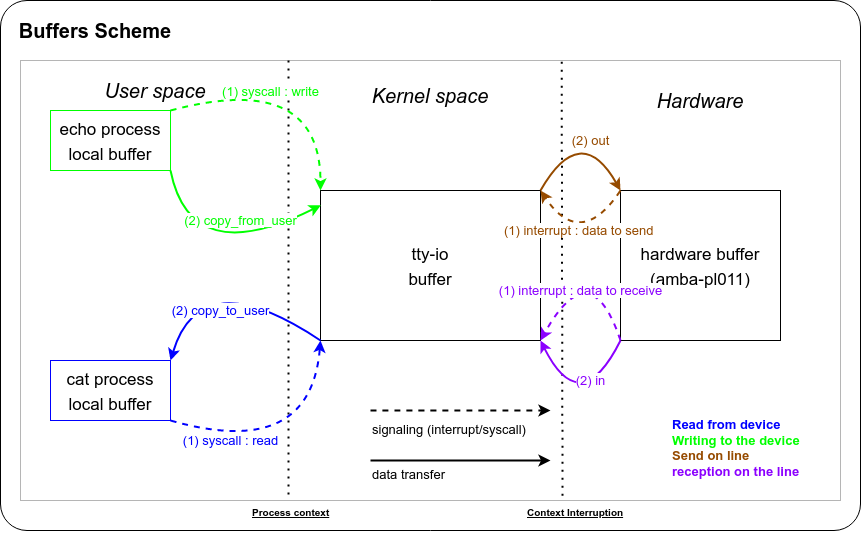 Buffers Scheme
User space
Kernel space
Hardware
(1) syscall : write
echo process
local buffer
(2) copy_from_user
(2) out
(1) interrupt : data to send
tty-io
buffer
hardware buffer
(amba-pl011)
(1) interrupt : data to receive
(2) copy_to_user
cat process
local buffer
(2) in
(1) syscall : read
signaling (interrupt/syscall)
data transfer
Read from device
Writing to the device
Send on line
reception on the line
Process context
Context Interruption